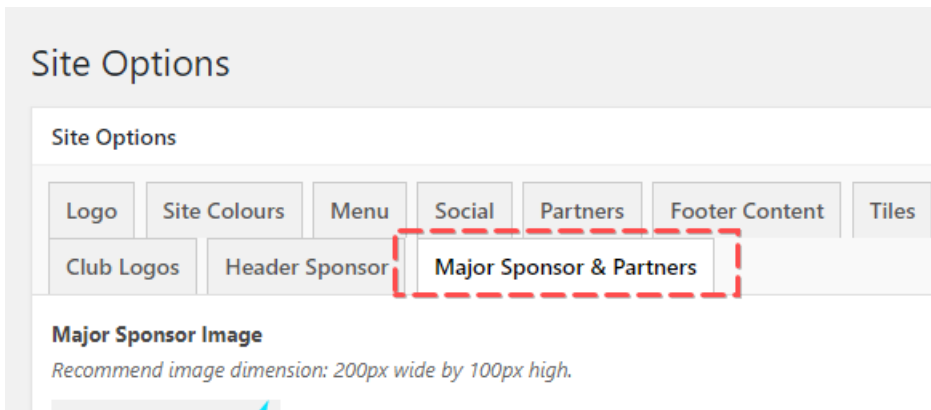 Site Options
Site Options
Logo Site Colours Menu Social Partners Footer Content Tiles
Club Logos Header Sponsor Major Sponsor & Partners
Major Sponsor Image
Recommend image dimension: 200px wide by 100px high.